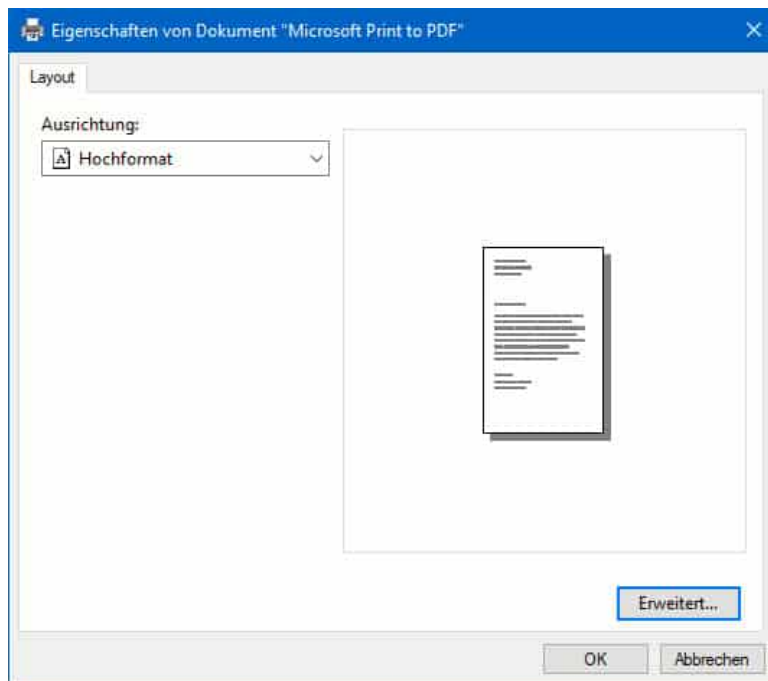 Eigenschaften von Dokument "Microsoft Print to PDF"
Layout
Ausrichtung:
A Hochformat
Erweitert...
OK Abbrechen